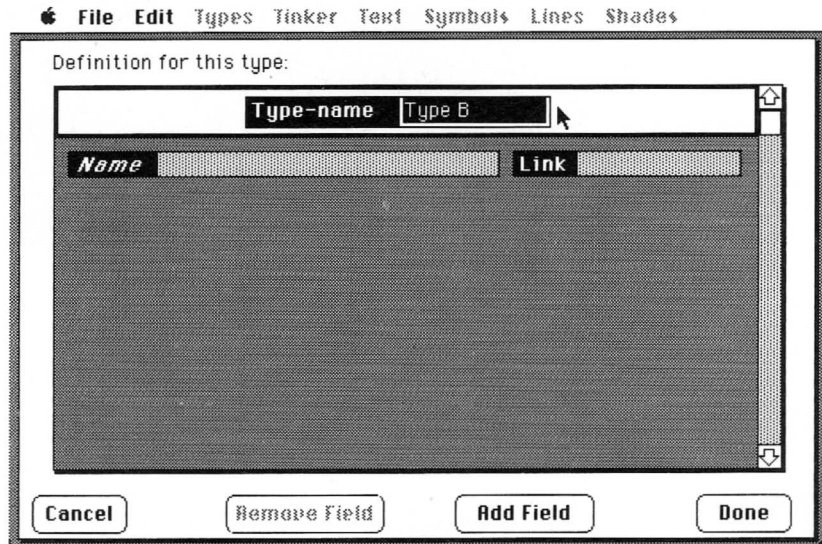 File Edit Types Tinker Text Symbols Lines Shades
Definition for this type:
Type-name Type B
Name Link
Cancel Remove Field Add Field Done